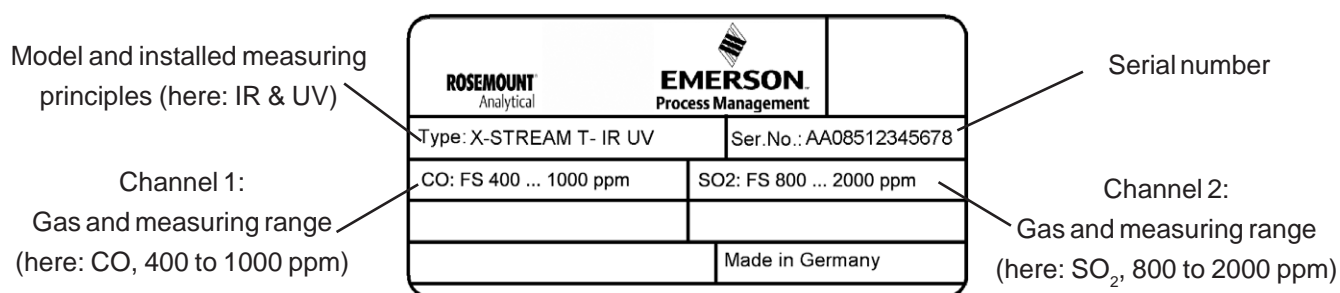 Model and installed measuring
principles (here: IR & UV)
Channel 1:
Gas and measuring range
(here: CO, 400 to 1000 ppm)
ROSEMOUNT
Analytical
EMERSON
Process Management
Type: X-STREAM T- IR UV
Ser.No.: AA08512345678
CO: FS 400 ... 1000 ppm
SO2: FS 800 ... 2000 ppm
Made in Germany
Serial number
Channel 2:
Gas and measuring range
(here: SO₂, 800 to 2000 ppm)